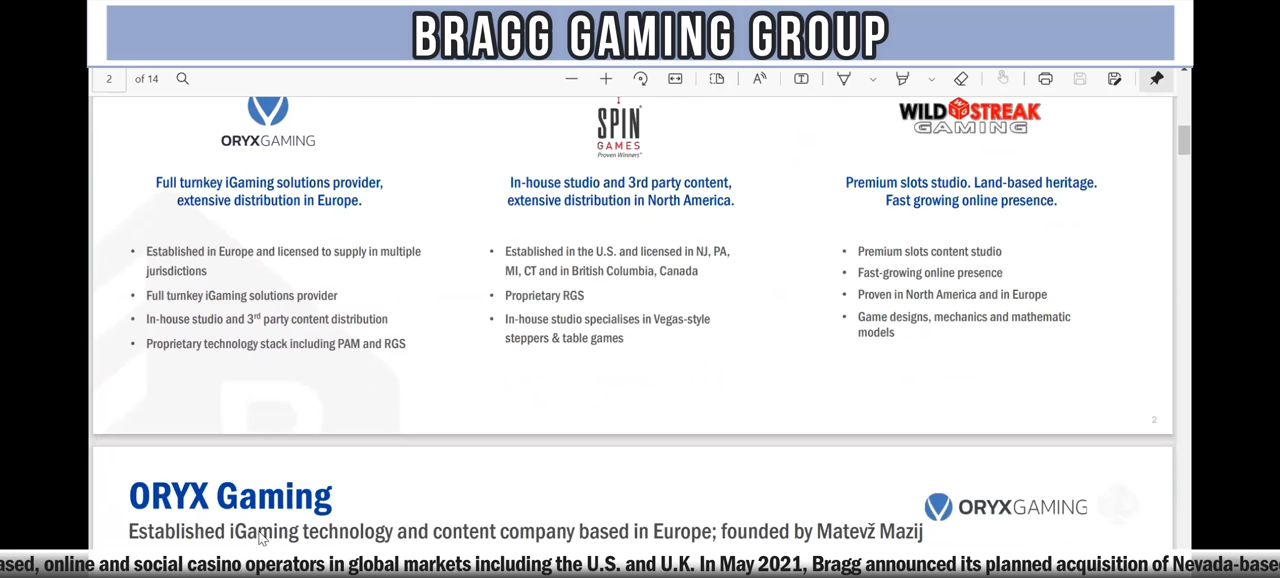 BRAGG GAMING GROUP
2 of 14
ORYXGAMING
Full turnkey iGaming solutions provider,
extensive distribution in Europe.
• Established in Europe and licensed to supply in multiple
jurisdictions
• Full turnkey iGaming solutions provider
• In-house studio and 3rd party content distribution
• Proprietary technology stack including PAM and RGS
SPIN
GAMES
Proven Winners
In-house studio and 3rd party content,
extensive distribution in North America.
• Established in the U.S. and licensed in NJ, PA,
MI, CT and in British Columbia, Canada
• Proprietary RGS
• In-house studio specialises in Vegas-style
steppers & table games
WILD STREAK
GAMING
Premium slots studio. Land-based heritage.
Fast growing online presence.
• Premium slots content studio
• Fast-growing online presence
• Proven in North America and in Europe
• Game designs, mechanics and mathematic
models
2
ORYX Gaming
ORYXGAMING
Established iGaming technology and content company based in Europe; founded by Matevž Mazij
ased, online and social casino operators in global markets including the U.S. and U.K. In May 2021, Bragg announced its planned acquisition of Nevada-base